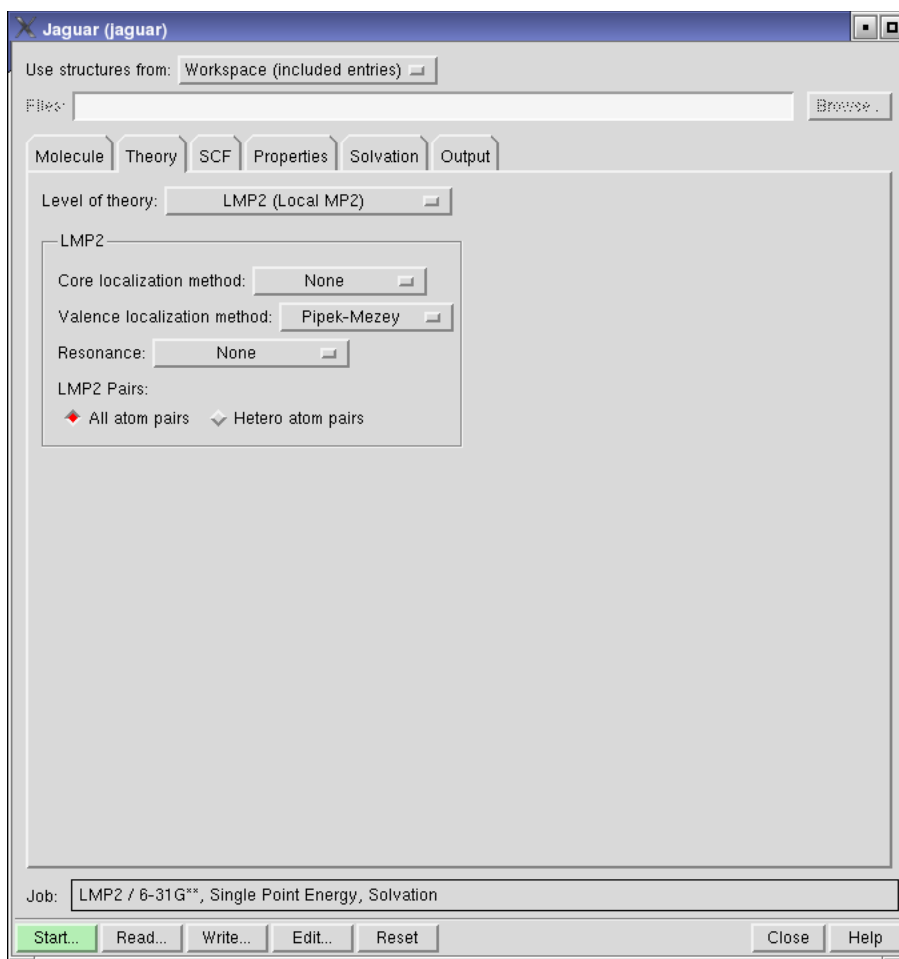 Jaguar (jaguar)
Use structures from: Workspace (included entries)
Files: Browse...
Molecule Theory SCF Properties Solvation Output
Level of theory: LMP2 (Local MP2)
LMP2
Core localization method: None
Valence localization method: Pipek-Mezey
Resonance: None
LMP2 Pairs:
All atom pairs Hetero atom pairs
Job: LMP2 / 6-31G**, Single Point Energy, Solvation
Start... Read... Write... Edit... Reset Close Help